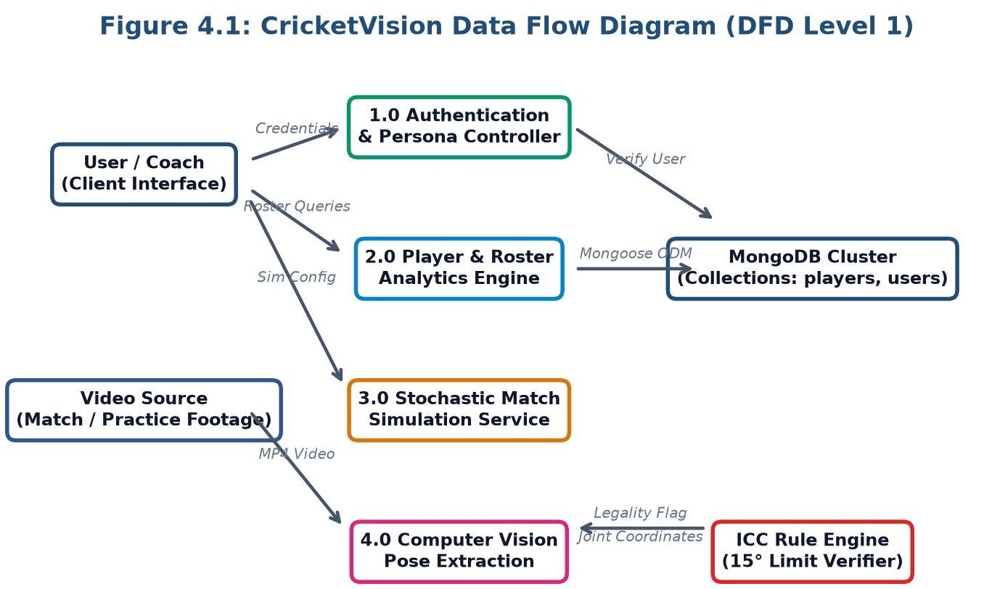 Figure 4.1: CricketVision Data Flow Diagram (DFD Level 1)
1.0 Authentication
& Persona Controller
Credentials
User / Coach
(Client Interface)
Verify User
Roster Queries
2.0 Player & Roster
Analytics Engine
Mongoose ODM
MongoDB Cluster
(Collections: players, users)
Sim Config
Video Source
(Match / Practice Footage)
3.0 Stochastic Match
Simulation Service
MP4 Video
Legality Flag
Joint Coordinates
4.0 Computer Vision
Pose Extraction
ICC Rule Engine
(15° Limit Verifier)